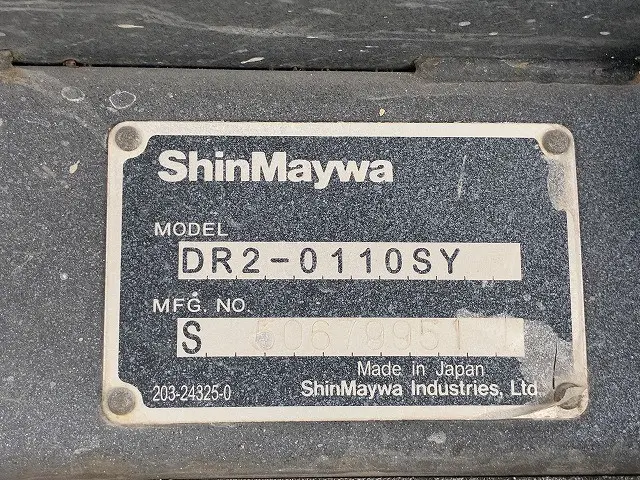 ShinMaywa
MODEL
DR2-0110SY
MFG. NO.
S
Made in Japan
203-24325-0
ShinMaywa Industries, Ltd.